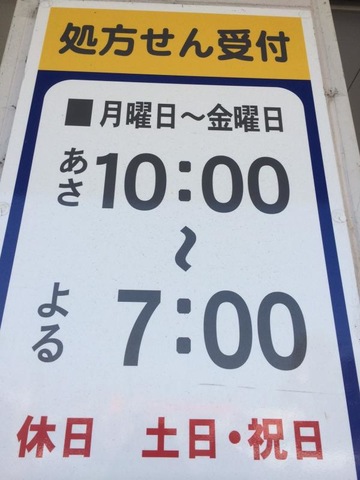 処方せん受付
■月曜日～金曜日
あさ10:00
～
よる 7:00
休日 土日・祝日